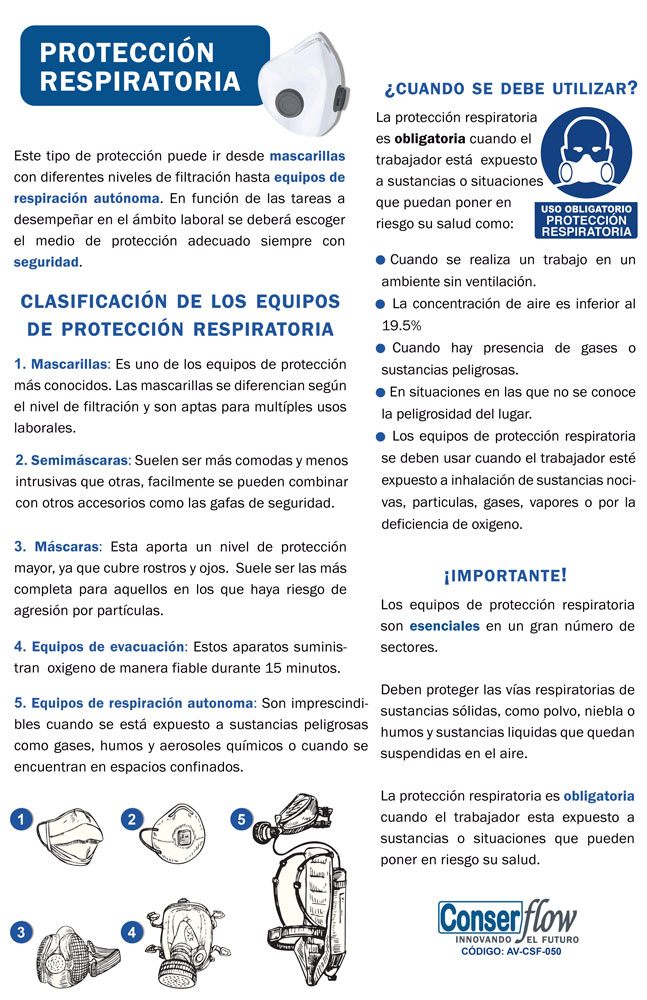 PROTECCIÓN
RESPIRATORIA
Este tipo de protección puede ir desde mascarillas
con diferentes niveles de filtración hasta equipos de
respiración autónoma. En función de las tareas a
desempeñar en el ámbito laboral se deberá escoger
el medio de protección adecuado siempre con
seguridad.
CLASIFICACIÓN DE LOS EQUIPOS
DE PROTECCIÓN RESPIRATORIA
1. Mascarillas: Es uno de los equipos de protección
más conocidos. Las mascarillas se diferencian según
el nivel de filtración y son aptas para multíples usos
laborales.
2. Semimáscaras: Suelen ser más comodas y menos
intrusivas que otras, facilmente se pueden combinar
con otros accesorios como las gafas de seguridad.
3. Máscaras: Esta aporta un nivel de protección
mayor, ya que cubre rostros y ojos. Suele ser las más
completa para aquellos en los que haya riesgo de
agresión por partículas.
4. Equipos de evacuación: Estos aparatos suminis-
tran oxigeno de manera fiable durante 15 minutos.
5. Equipos de respiración autonoma: Son imprescindi-
bles cuando se está expuesto a sustancias peligrosas
como gases, humos y aerosoles químicos o cuando se
encuentran en espacios confinados.
1
2
5
3
4
¿CUANDO SE DEBE UTILIZAR?
La protección respiratoria
es obligatoria cuando el
trabajador está expuesto
a sustancias o situaciones
que puedan poner en
riesgo su salud como:
USO OBLIGATORIO
PROTECCIÓN
RESPIRATORIA
● Cuando se realiza un trabajo en un
ambiente sin ventilación.
● La concentración de aire es inferior al
19.5%
● Cuando hay presencia de gases o
sustancias peligrosas.
● En situaciones en las que no se conoce
la peligrosidad del lugar.
● Los equipos de protección respiratoria
se deben usar cuando el trabajador esté
expuesto a inhalación de sustancias noci-
vas, particulas, gases, vapores o por la
deficiencia de oxigeno.
¡IMPORTANTE!
Los equipos de protección respiratoria
son esenciales en un gran número de
sectores.
Deben proteger las vías respiratorias de
sustancias sólidas, como polvo, niebla o
humos y sustancias liquidas que quedan
suspendidas en el aire.
La protección respiratoria es obligatoria
cuando el trabajador esta expuesto a
sustancias o situaciones que pueden
poner en riesgo su salud.
Conserflow
INNOVANDO EL FUTURO
CÓDIGO: AV-CSF-050